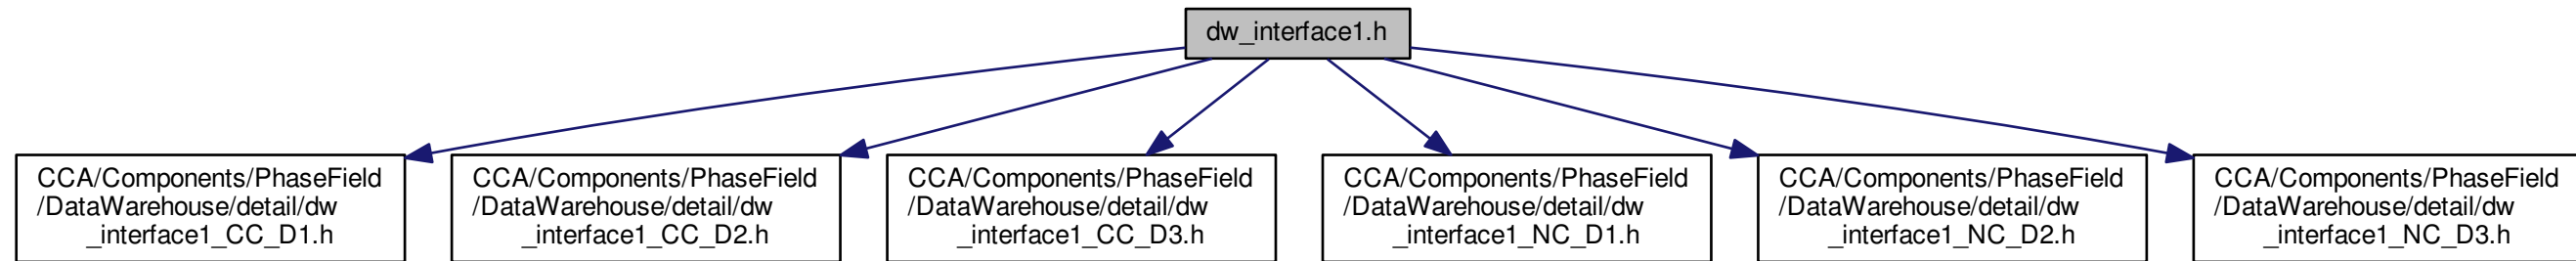 dw_interface1.h
CCA/Components/PhaseField
/DataWarehouse/detail/dw
_interface1_CC_D1.h
CCA/Components/PhaseField
/DataWarehouse/detail/dw
_interface1_CC_D2.h
CCA/Components/PhaseField
/DataWarehouse/detail/dw
_interface1_CC_D3.h
CCA/Components/PhaseField
/DataWarehouse/detail/dw
_interface1_NC_D1.h
CCA/Components/PhaseField
/DataWarehouse/detail/dw
_interface1_NC_D2.h
CCA/Components/PhaseField
/DataWarehouse/detail/dw
_interface1_NC_D3.h